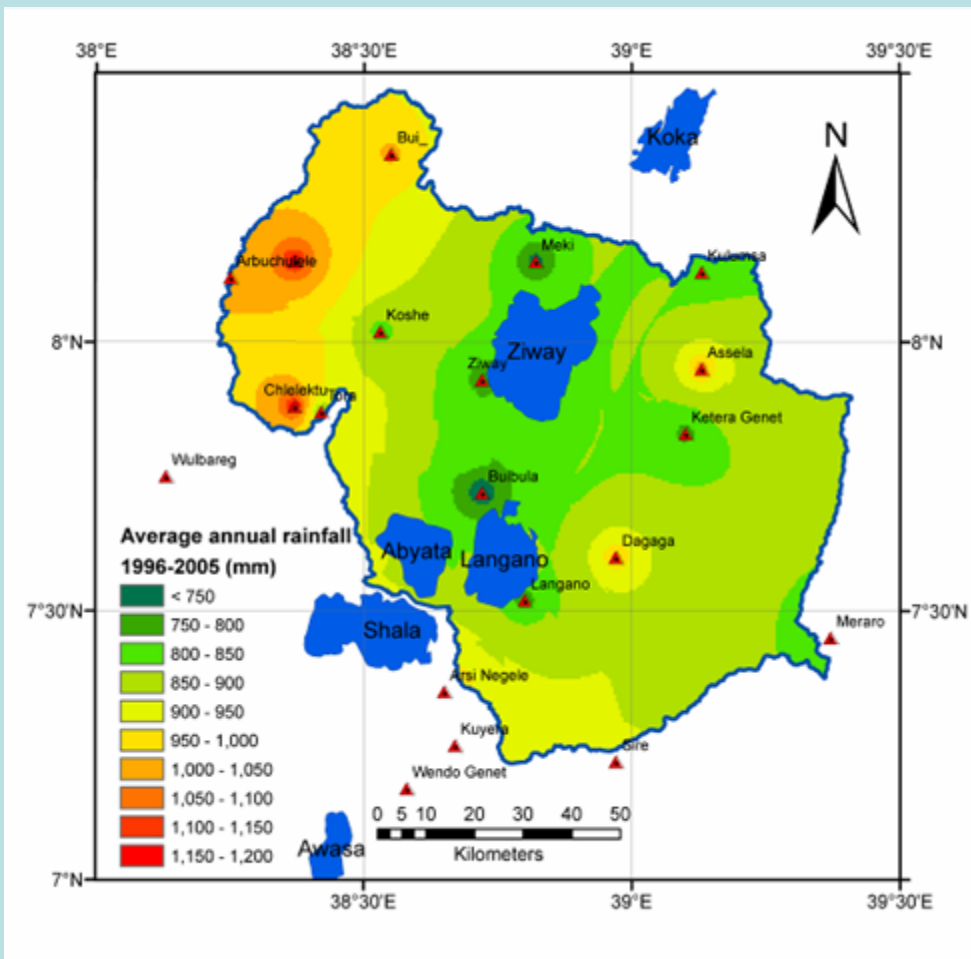 38°E 38°30'E 39°E 39°30'E
N
Koka
Bui_
Meki
Kulumsa
Arbuchulele
Koshe
8°N 8°N
Ziway
Assela
Ziway
Chlelektu
Tora
Ketera Genet
Wulbareg
Bulbula
Average annual rainfall
1996-2005 (mm)
Abyata
Langano
Dagaga
< 750
Langano
7°30'N 7°30'N
750 - 800
Shala
Meraro
800 - 850
850 - 900
Arsi Negele
900 - 950
Kuyera
950 - 1,000
Sire
1,000 - 1,050
Wendo Genet
1,050 - 1,100
0 5 10 20 30 40 50
Kilometers
1,100 - 1,150
Awasa
1,150 - 1,200
7°N
38°30'E 39°E 39°30'E